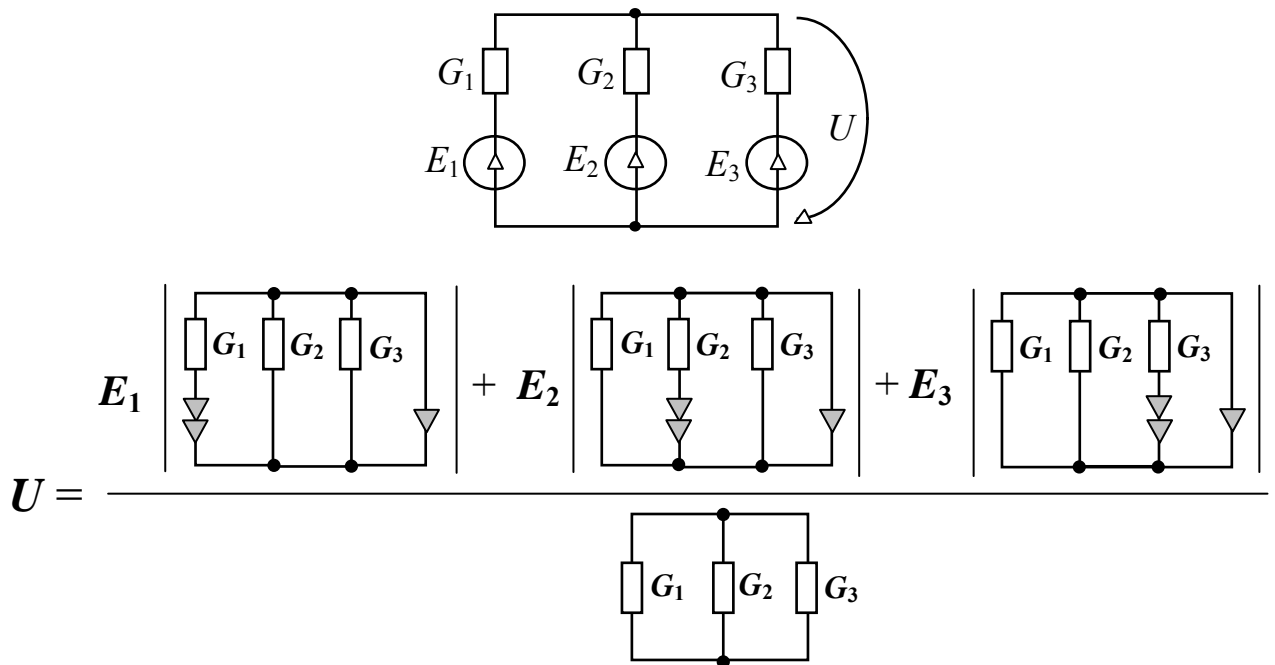 G₁ G₂ G₃
U
E₁ E₂ E₃
G₁ G₂ G₃ G₁ G₂ G₃ G₁ G₂ G₃
E₁ + E₂ + E₃
U =
G₁ G₂ G₃